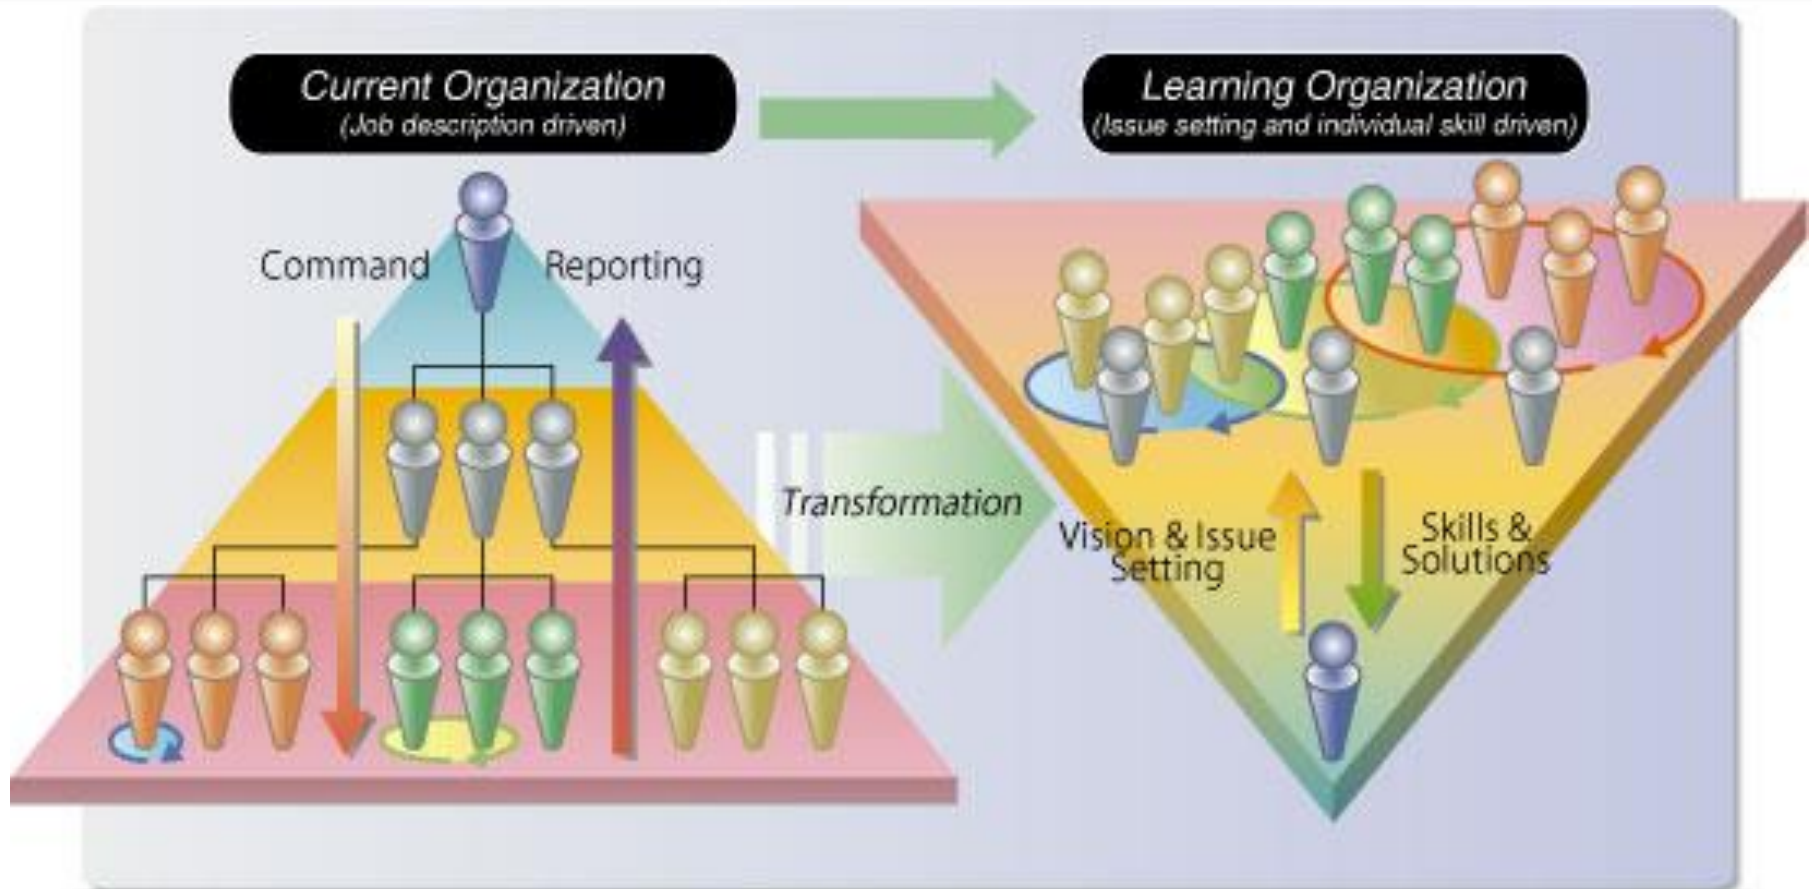 Current Organization
(Job description driven)
Learning Organization
(Issue setting and individual skill driven)
Command
Reporting
Transformation
Vision & Issue
Setting
Skills &
Solutions